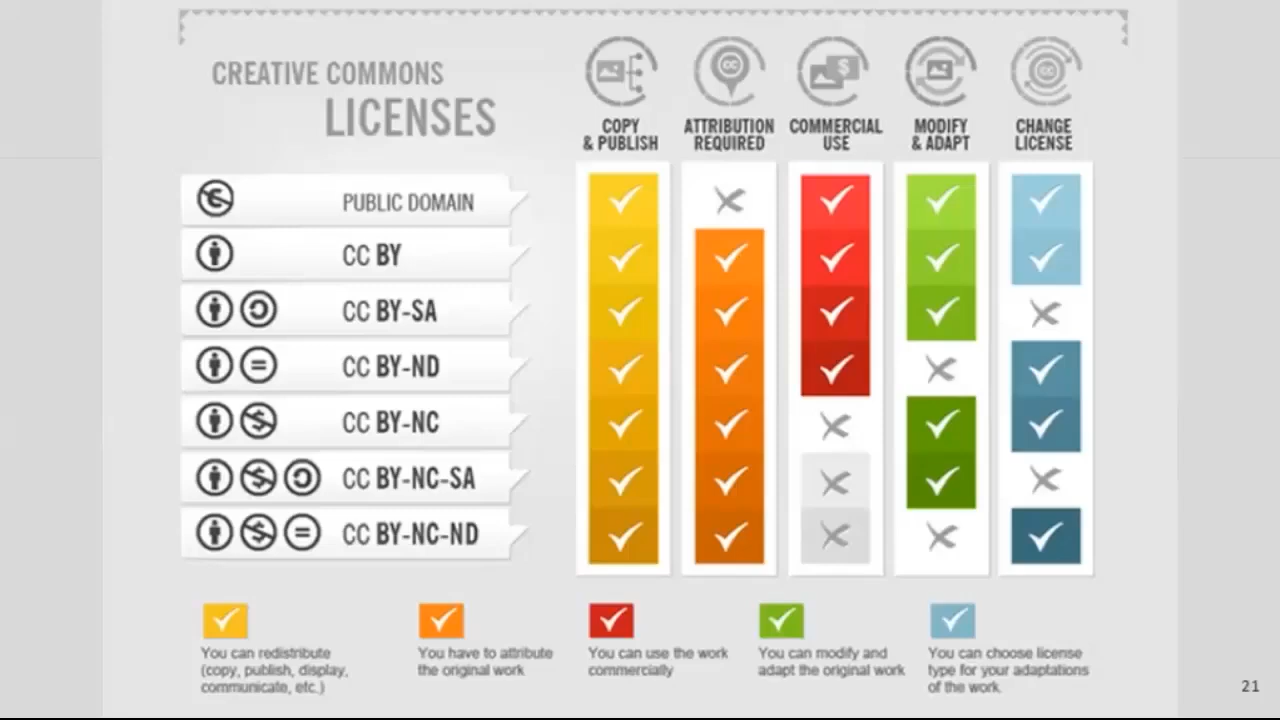 CREATIVE COMMONS
LICENSES
COPY
& PUBLISH
ATTRIBUTION
REQUIRED
COMMERCIAL
USE
MODIFY
& ADAPT
CHANGE
LICENSE
PUBLIC DOMAIN
CC BY
CC BY-SA
CC BY-ND
CC BY-NC
CC BY-NC-SA
CC BY-NC-ND
You can redistribute
(copy, publish, display,
communicate, etc.)
You have to attribute
the original work
You can use the work
commercially
You can modify and
adapt the original work
You can choose license
type for your adaptations
of the work.
21